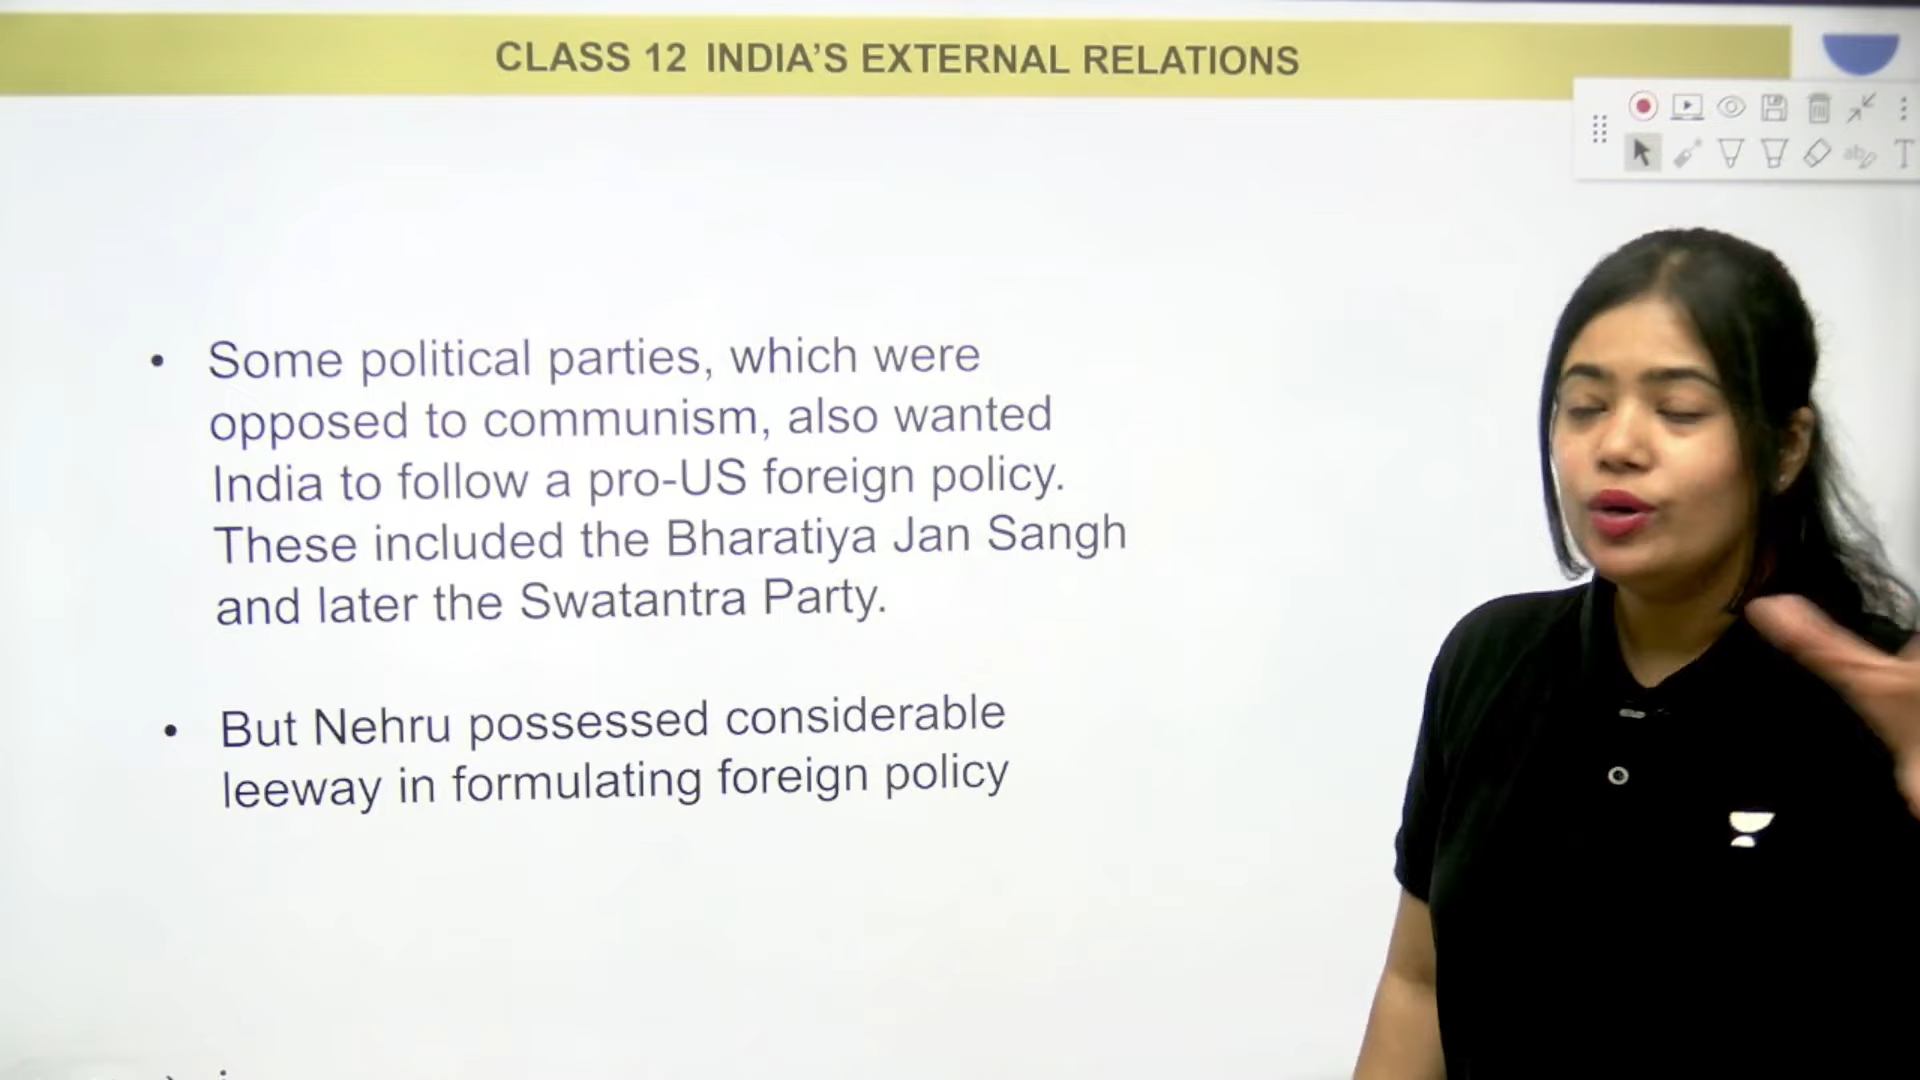 CLASS 12 INDIA'S EXTERNAL RELATIONS
• Some political parties, which were
opposed to communism, also wanted
India to follow a pro-US foreign policy.
These included the Bharatiya Jan Sangh
and later the Swatantra Party.
• But Nehru possessed considerable
leeway in formulating foreign policy
ab
T